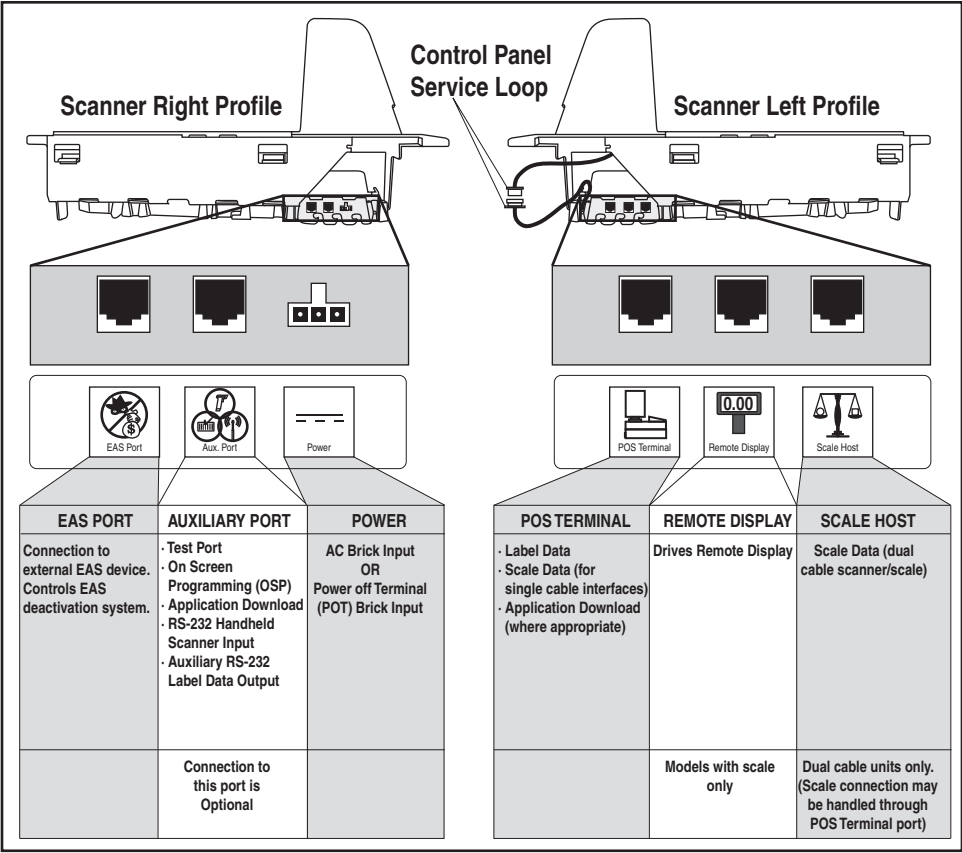 Control Panel
Service Loop
Scanner Right Profile
Scanner Left Profile
EAS Port
Aux. Port
Power
POS Terminal
0.00
Remote Display
Scale Host
$
T
EAS PORT
Connection to
external EAS device.
Controls EAS
deactivation system.
AUXILIARY PORT
· Test Port
· On Screen
Programming (OSP)
· Application Download
· RS-232 Handheld
Scanner Input
· Auxiliary RS-232
Label Data Output
Connection to
this port is
Optional
POWER
AC Brick Input
OR
Power off Terminal
(POT) Brick Input
POS TERMINAL
· Label Data
· Scale Data (for
single cable interfaces)
· Application Download
(where appropriate)
REMOTE DISPLAY
Drives Remote Display
Models with scale
only
SCALE HOST
Scale Data (dual
cable scanner/scale)
Dual cable units only.
(Scale connection may
be handled through
POS Terminal port)